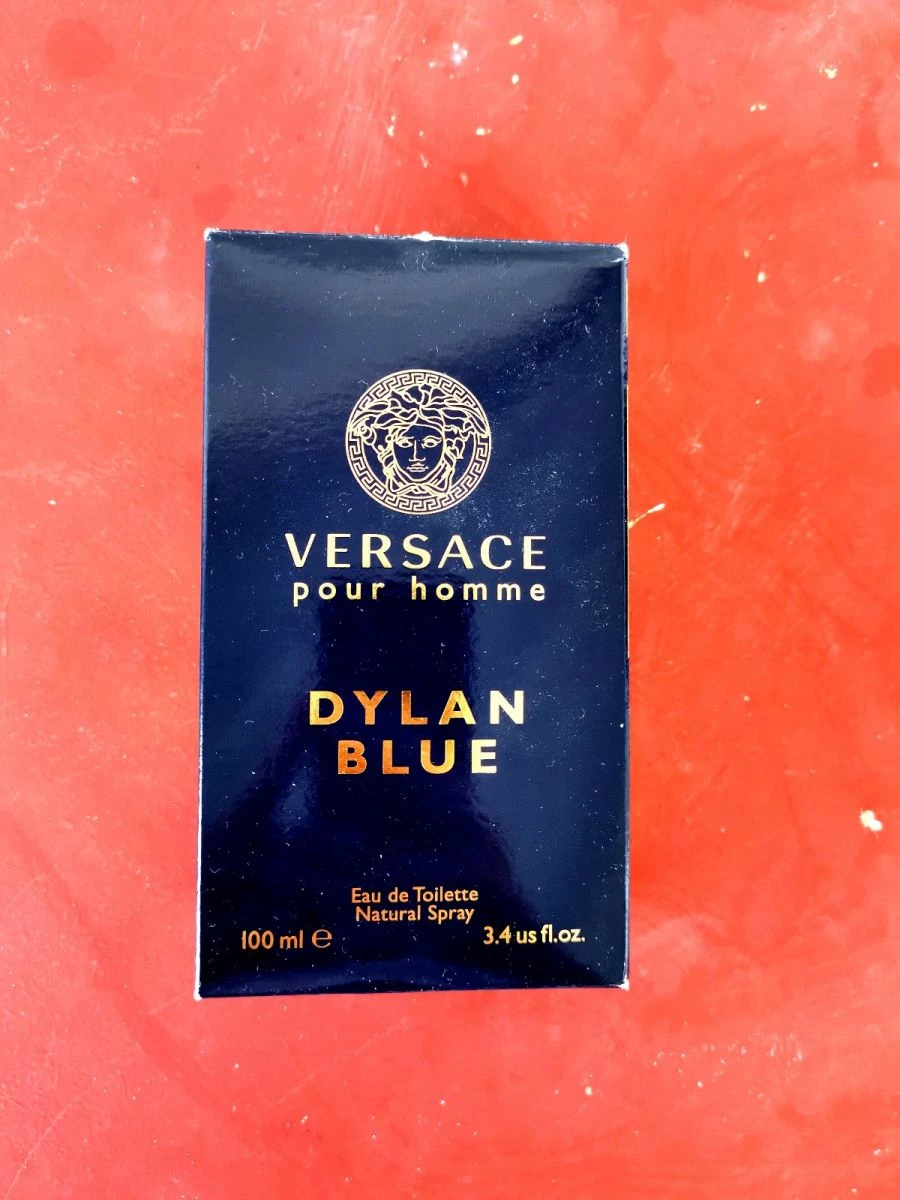 VERSACE
pour homme
DYLAN
BLUE
Eau de Toilette
Natural Spray
100 ml ℮ 3.4 us fl.oz.